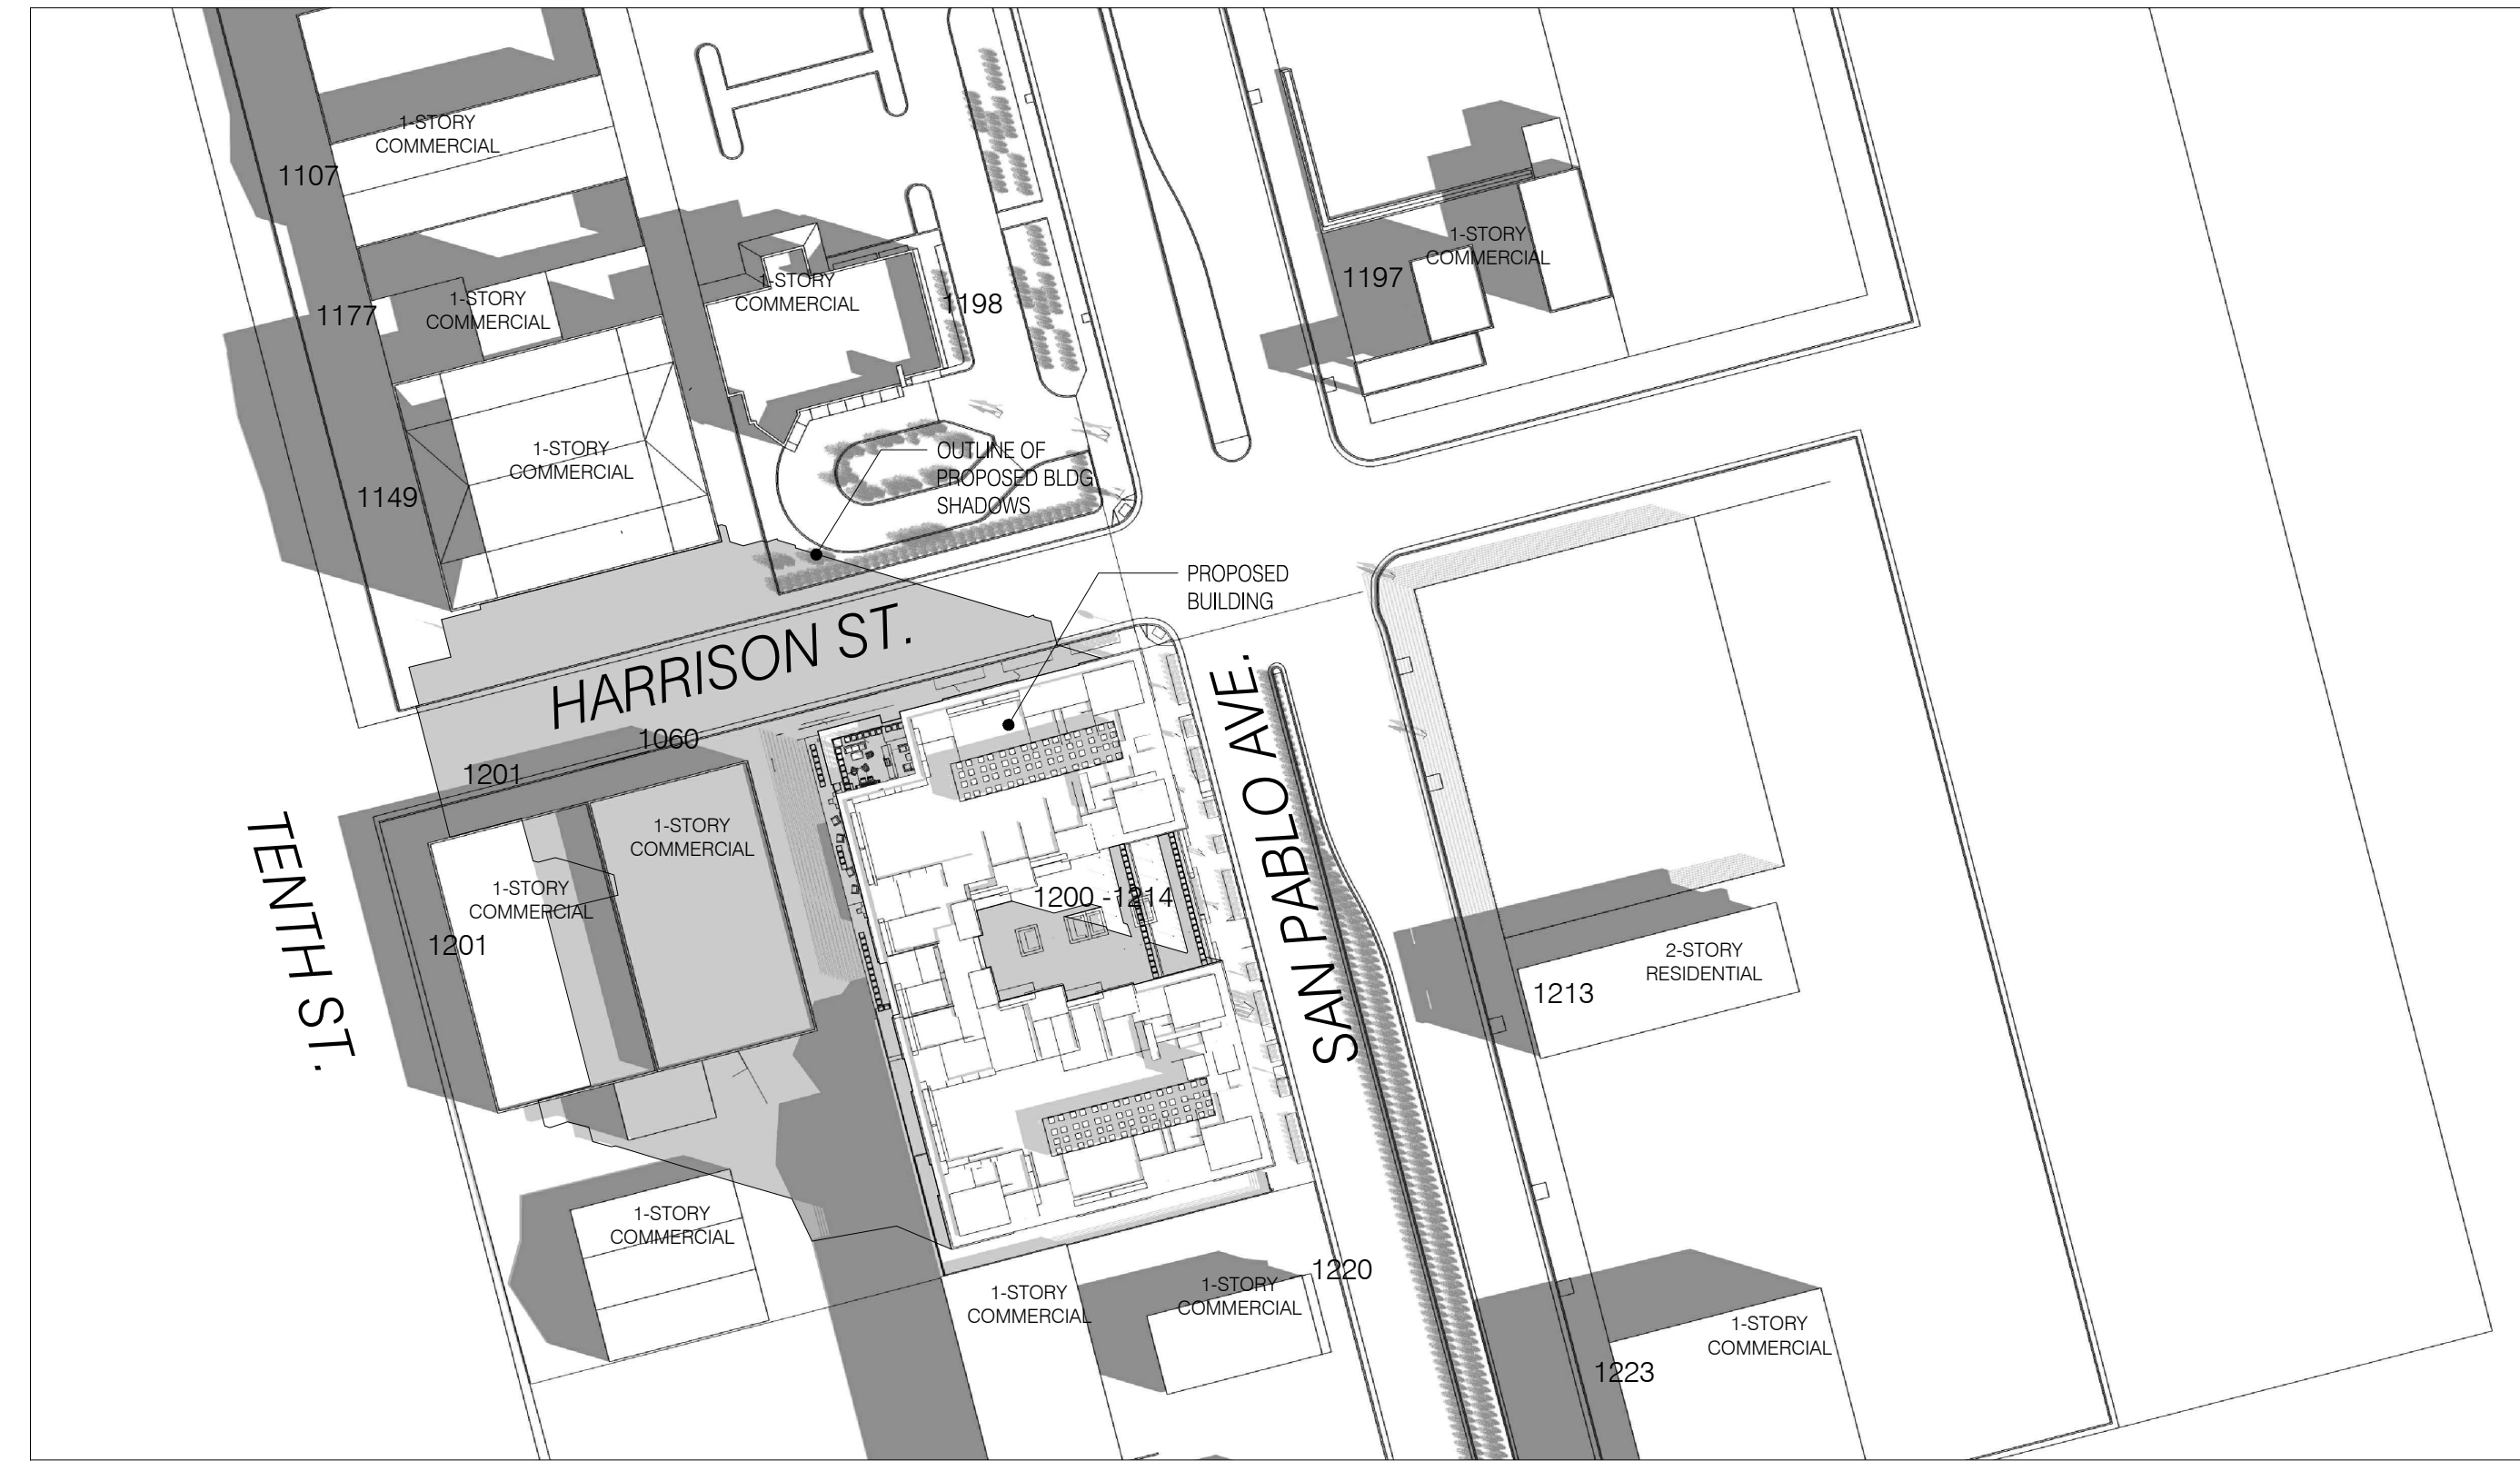 1-STORY
COMMERCIAL
1107
1-STORY
COMMERCIAL
1177
1-STORY
COMMERCIAL
1198
1-STORY
COMMERCIAL
1197
1-STORY
COMMERCIAL
1149
OUTLINE OF
PROPOSED BLDG
SHADOWS
PROPOSED
BUILDING
HARRISON ST.
1060
1201
TENTH ST.
1-STORY
COMMERCIAL
1-STORY
COMMERCIAL
1201
1200 - 1214
SAN PABLO AVE.
2-STORY
RESIDENTIAL
1213
1-STORY
COMMERCIAL
1-STORY
COMMERCIAL
1-STORY
COMMERCIAL
1220
1-STORY
COMMERCIAL
1223